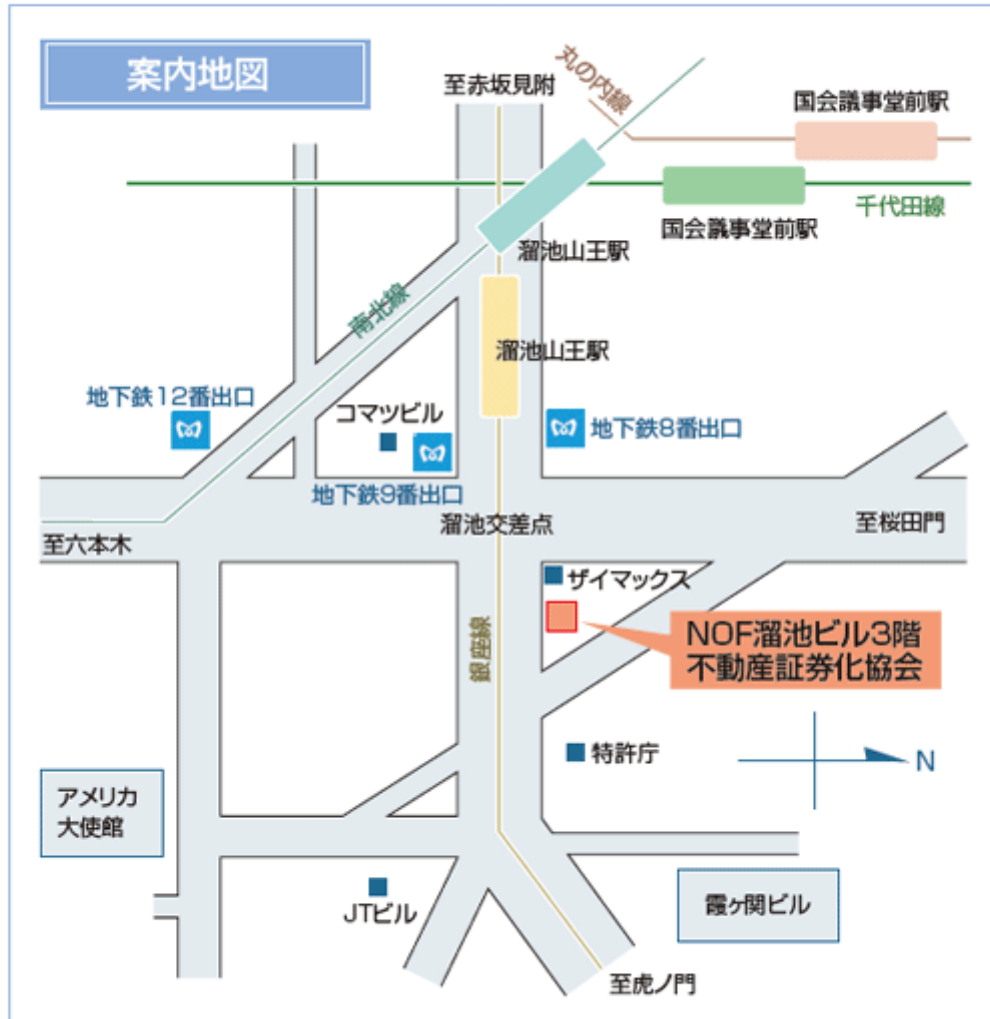 案内地図
至赤坂見附
丸の内線
国会議事堂前駅
千代田線
国会議事堂前駅
溜池山王駅
南北線
溜池山王駅
地下鉄12番出口
コマツビル
地下鉄8番出口
地下鉄9番出口
溜池交差点
至桜田門
至六本木
ザイマックス
銀座線
NOF溜池ビル3階
不動産証券化協会
特許庁
N
アメリカ
大使館
JTビル
霞ヶ関ビル
至虎ノ門